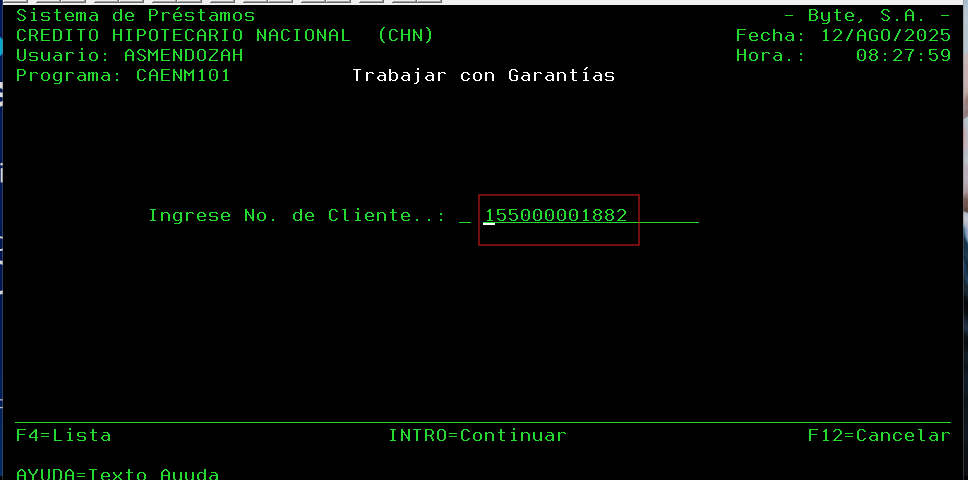 Sistema de Préstamos - Byte, S.A. -
CREDITO HIPOTECARIO NACIONAL (CHN) Fecha: 12/AGO/2025
Usuario: ASMENDOZAH Hora.: 08:27:59
Programa: CAENM101 Trabajar con Garantías
Ingrese No. de Cliente..: _ 155000001882
F4=Lista INTRO=Continuar F12=Cancelar
AYUDA=Texto Ayuda